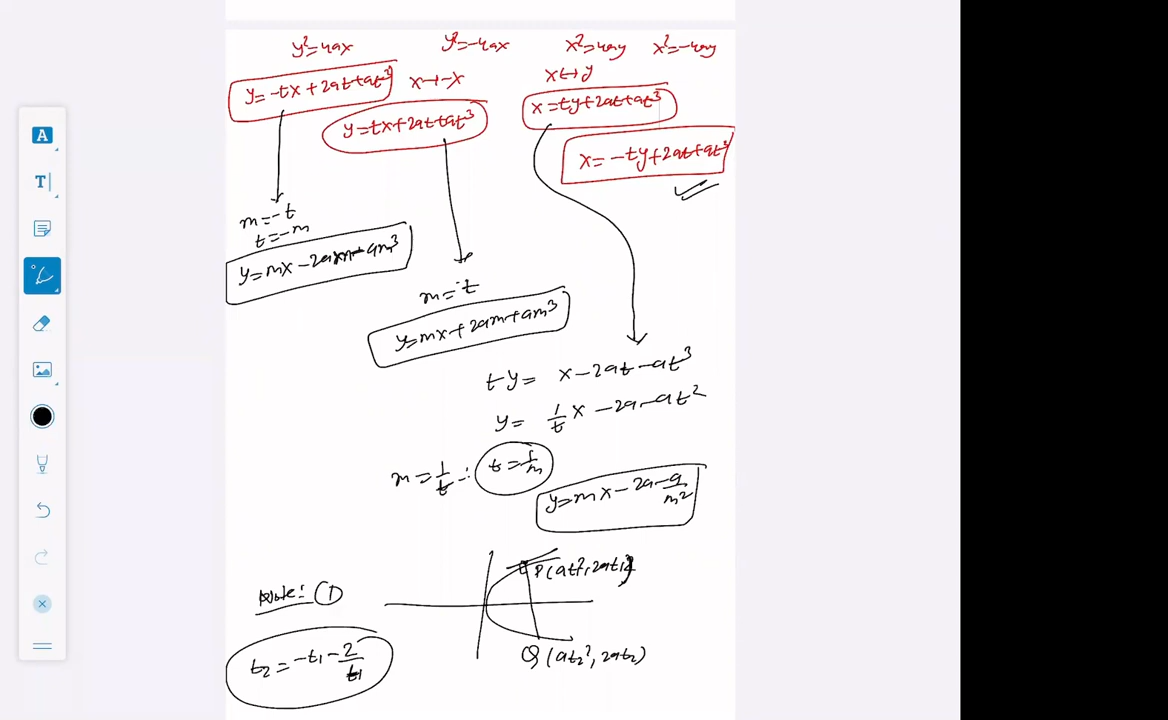 y²=4ax y²=-4ax x²=4ay x²=-4ay
y=-tx+2at+at³ x→-x x↔y
y=tx+2at+at³ x=ty+2at+at³
x=-ty+2at+at³
m=-t
t=-m
y=mx-2am-am³
m=t
y=mx+2am+am³
ty= x-2at-at³
y= 1/t x -2a-at²
m=1/t ∴ t=1/m
y=mx-2a-a/m²
P(at₁²,2at₁)
Note: ①
t₂=-t₁-2/t₁
Q(at₂²,2at₂)
A
T